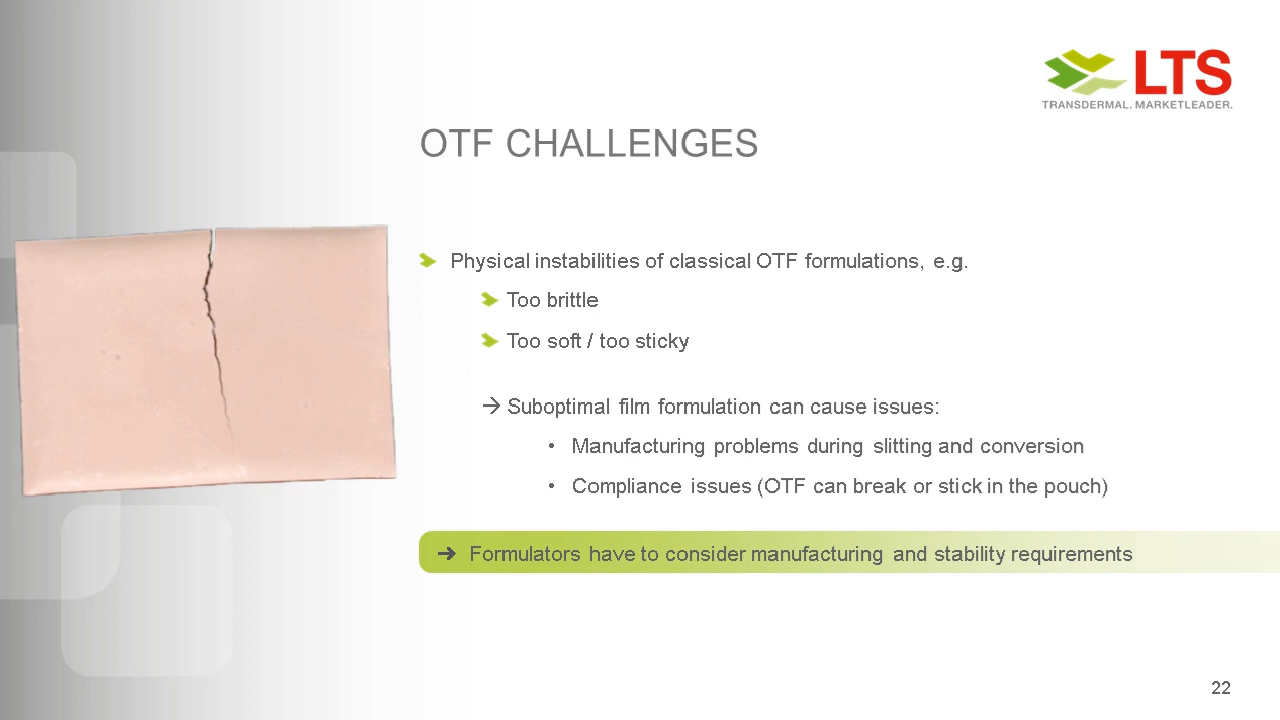 LTS
TRANSDERMAL. MARKETLEADER.
OTF CHALLENGES
Physical instabilities of classical OTF formulations, e.g.
Too brittle
Too soft / too sticky
→ Suboptimal film formulation can cause issues:
• Manufacturing problems during slitting and conversion
• Compliance issues (OTF can break or stick in the pouch)
➔ Formulators have to consider manufacturing and stability requirements
22